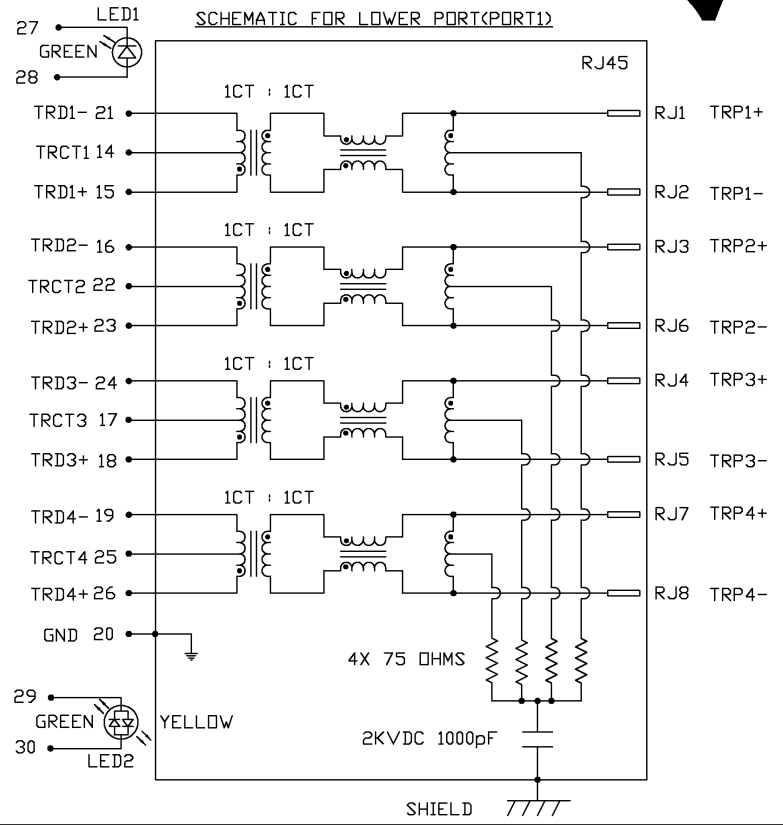 LED1
SCHEMATIC FOR LOWER PORT(PORT1)
27
GREEN
28
RJ45
1CT : 1CT
TRD1- 21
RJ1 TRP1+
TRCT1 14
TRD1+ 15
RJ2 TRP1-
1CT : 1CT
TRD2- 16
RJ3 TRP2+
TRCT2 22
TRD2+ 23
RJ6 TRP2-
1CT : 1CT
TRD3- 24
RJ4 TRP3+
TRCT3 17
TRD3+ 18
RJ5 TRP3-
1CT : 1CT
TRD4- 19
RJ7 TRP4+
TRCT4 25
TRD4+ 26
RJ8 TRP4-
GND 20
4X 75 OHMS
29
GREEN
YELLOW
30
LED2
2KVDC 1000pF
SHIELD